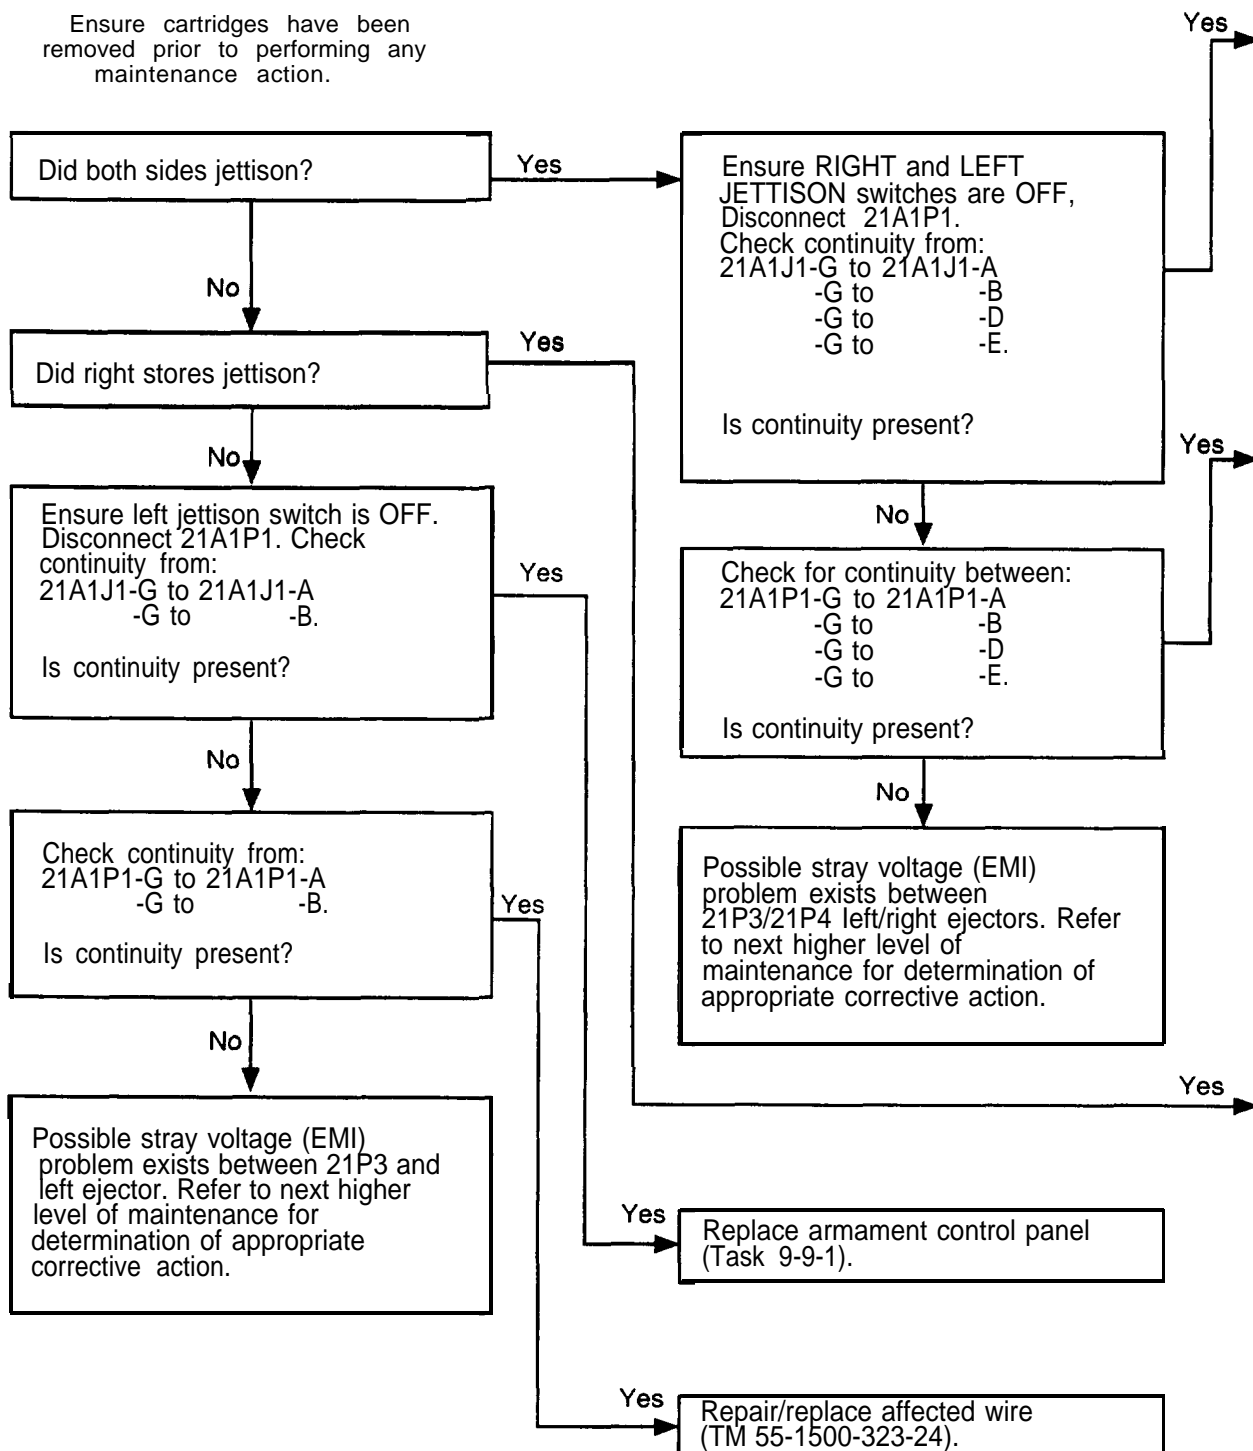 Ensure cartridges have been
removed prior to performing any
maintenance action.
Did both sides jettison?
Yes
No
Did right stores jettison?
Yes
No
Ensure left jettison switch is OFF.
Disconnect 21A1P1. Check
continuity from:
21A1J1-G to 21A1J1-A
-G to -B.
Is continuity present?
Yes
No
Check continuity from:
21A1P1-G to 21A1P1-A
-G to -B.
Is continuity present?
Yes
No
Possible stray voltage (EMI)
problem exists between 21P3 and
left ejector. Refer to next higher
level of maintenance for
determination of appropriate
corrective action.
Yes
Ensure RIGHT and LEFT
JETTISON switches are OFF,
Disconnect 21A1P1.
Check continuity from:
21A1J1-G to 21A1J1-A
-G to -B
-G to -D
-G to -E.
Is continuity present?
Yes
No
Check for continuity between:
21A1P1-G to 21A1P1-A
-G to -B
-G to -D
-G to -E.
Is continuity present?
No
Possible stray voltage (EMI)
problem exists between
21P3/21P4 left/right ejectors. Refer
to next higher level of
maintenance for determination of
appropriate corrective action.
Yes
Yes
Replace armament control panel
(Task 9-9-1).
Yes
Repair/replace affected wire
(TM 55-1500-323-24).